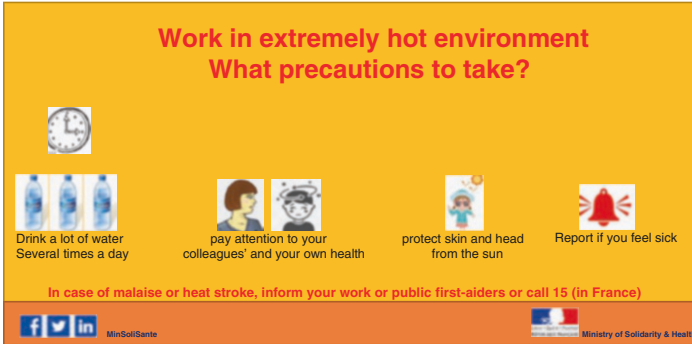 Work in extremely hot environment
What precautions to take?
Drink a lot of water
Several times a day
pay attention to your
colleagues' and your own health
protect skin and head
from the sun
Report if you feel sick
In case of malaise or heat stroke, inform your work or public first-aiders or call 15 (in France)
f in
MinSoliSante
Ministry of Solidarity & Healt